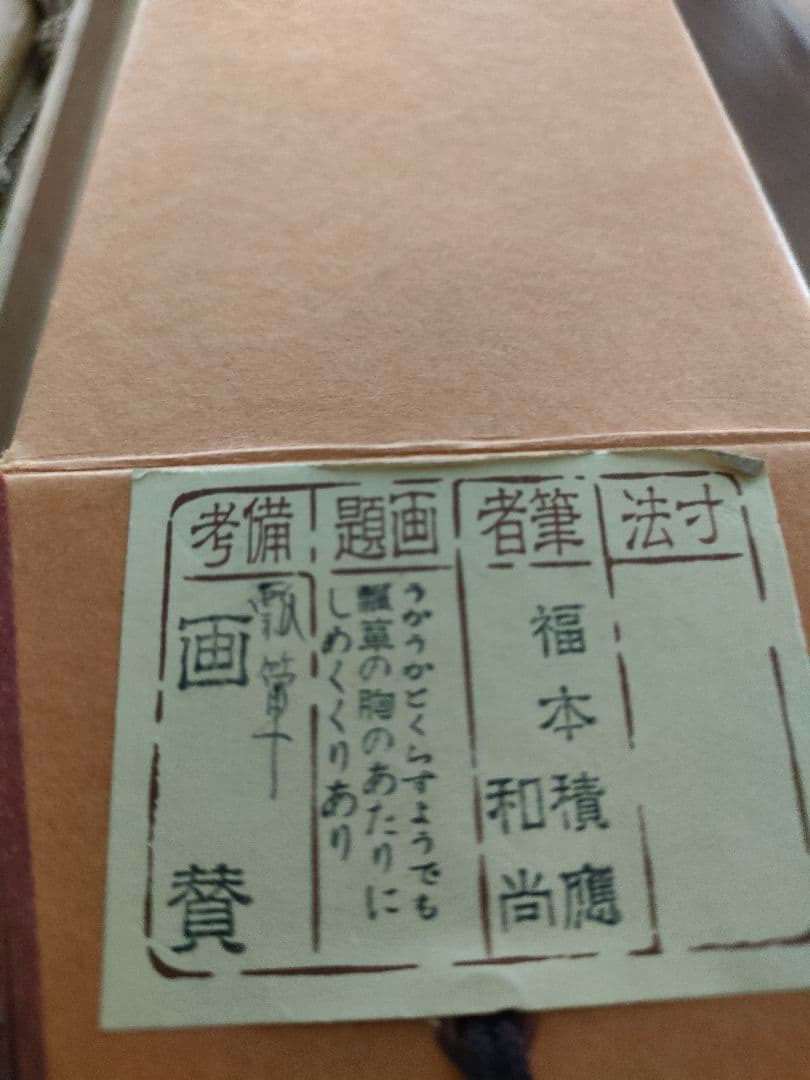 寸法
筆者
福本
積應
和尚
画題
うかうかとくらすようでも
瓢草の胸のあたりに
しめくくりあり
備考
瓢箪
画賛